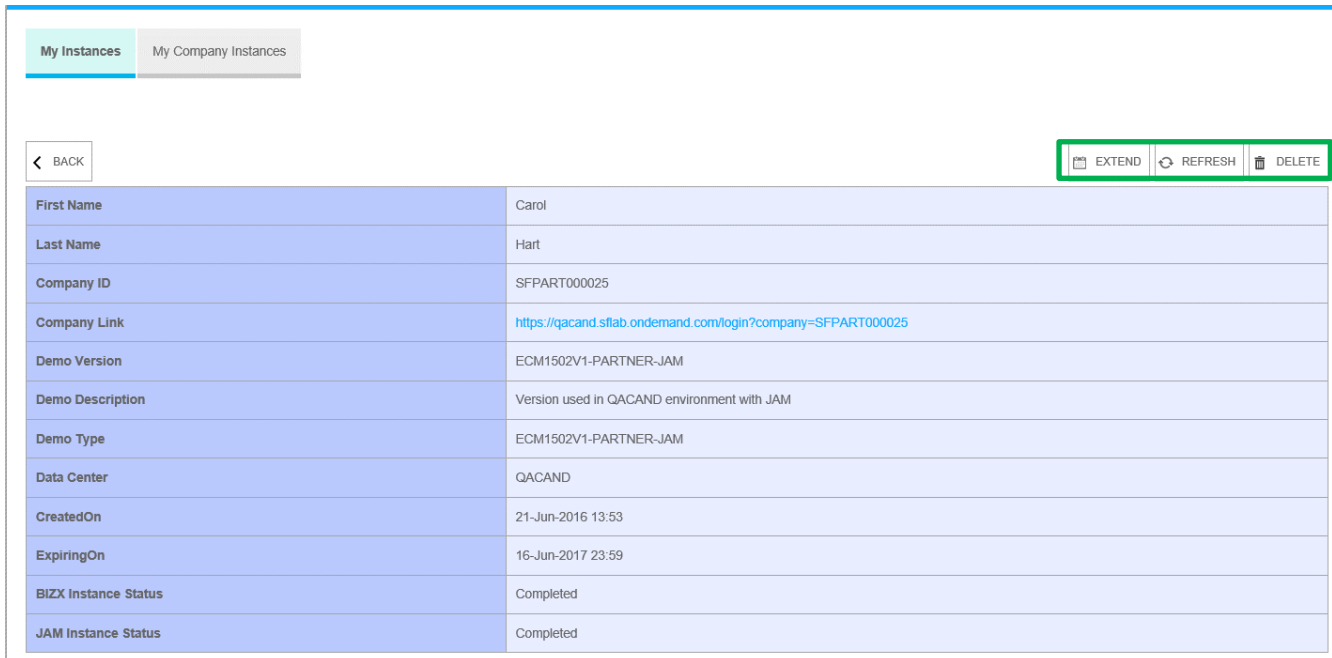 My Instances My Company Instances
BACK EXTEND REFRESH DELETE
First Name Carol
Last Name Hart
Company ID SFPART000025
Company Link https://qacand.sflab.ondemand.com/login?company=SFPART000025
Demo Version ECM1502V1-PARTNER-JAM
Demo Description Version used in QACAND environment with JAM
Demo Type ECM1502V1-PARTNER-JAM
Data Center QACAND
CreatedOn 21-Jun-2016 13:53
ExpiringOn 16-Jun-2017 23:59
BIZX Instance Status Completed
JAM Instance Status Completed